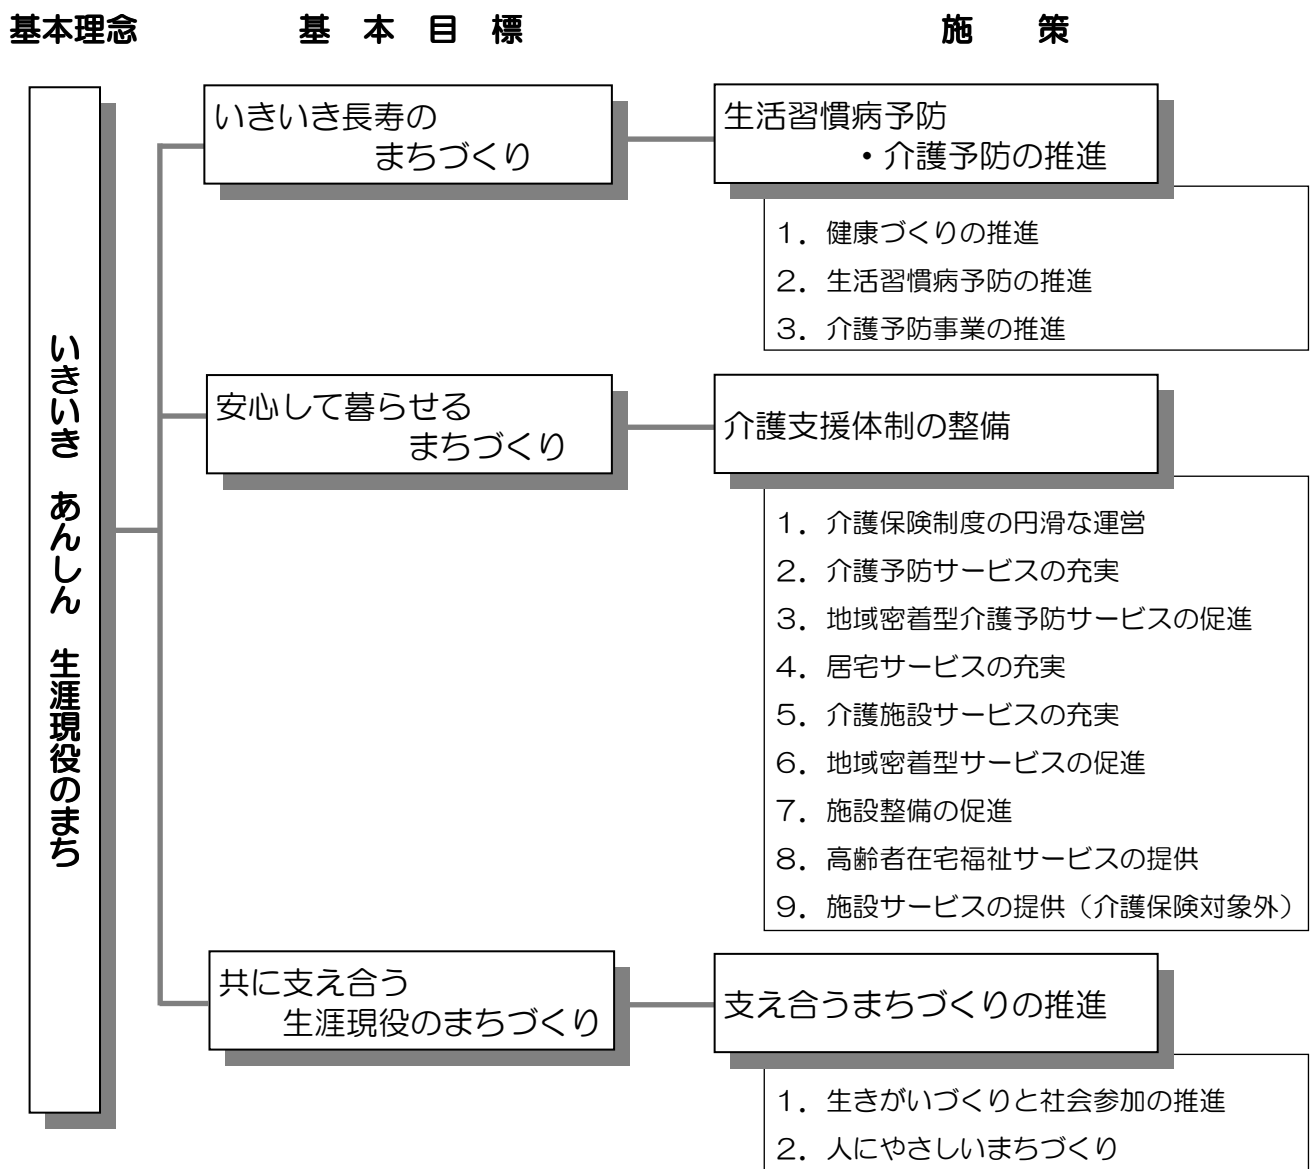 基本理念
基　本　目　標
施　　策
いきいき　あんしん　生涯現役のまち
いきいき長寿の
まちづくり
生活習慣病予防
・介護予防の推進
１．健康づくりの推進
２．生活習慣病予防の推進
３．介護予防事業の推進
安心して暮らせる
まちづくり
介護支援体制の整備
１．介護保険制度の円滑な運営
２．介護予防サービスの充実
３．地域密着型介護予防サービスの促進
４．居宅サービスの充実
５．介護施設サービスの充実
６．地域密着型サービスの促進
７．施設整備の促進
８．高齢者在宅福祉サービスの提供
９．施設サービスの提供（介護保険対象外）
共に支え合う
生涯現役のまちづくり
支え合うまちづくりの推進
１．生きがいづくりと社会参加の推進
２．人にやさしいまちづくり